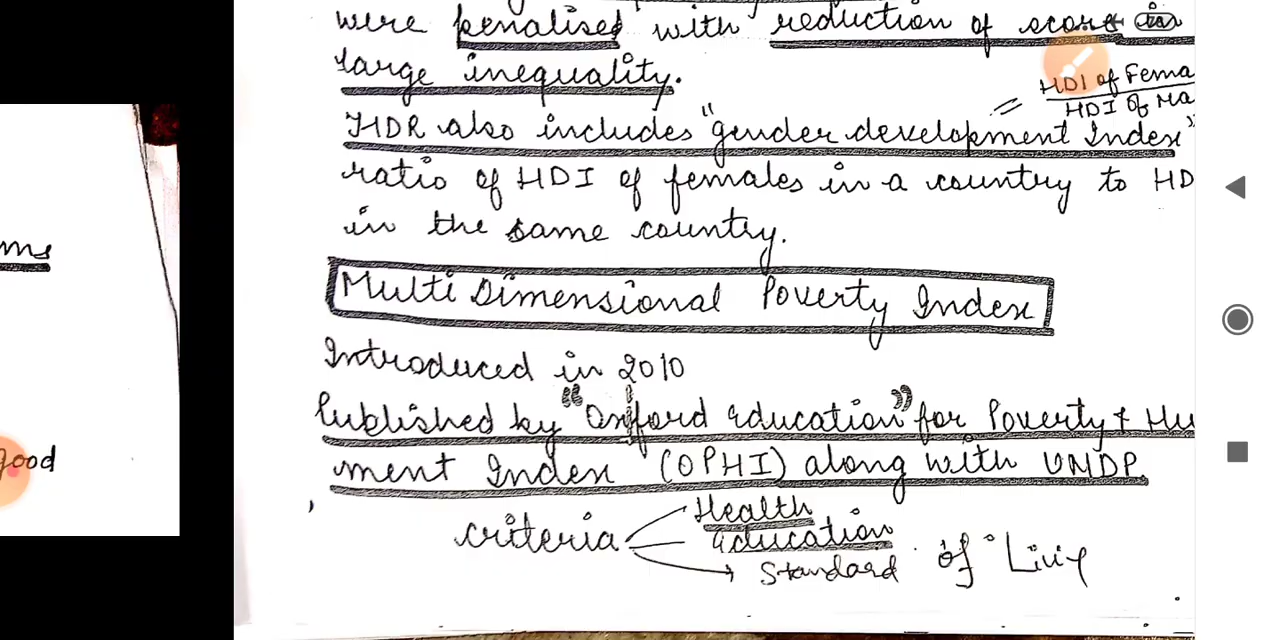 were penalised with reduction of score in
large inequality.
= HDI of Fema
HDI of Ma
HDR also includes "gender development Index"
ratio of HDI of females in a country to HD
in the same country.
Multi Dimensional Poverty Index
Introduced in 2010
Published by "Oxford Education" for Poverty & Hu
ment Index (OPHI) along with UNDP
criteria
Health
Education
Standard of Living
ms
good